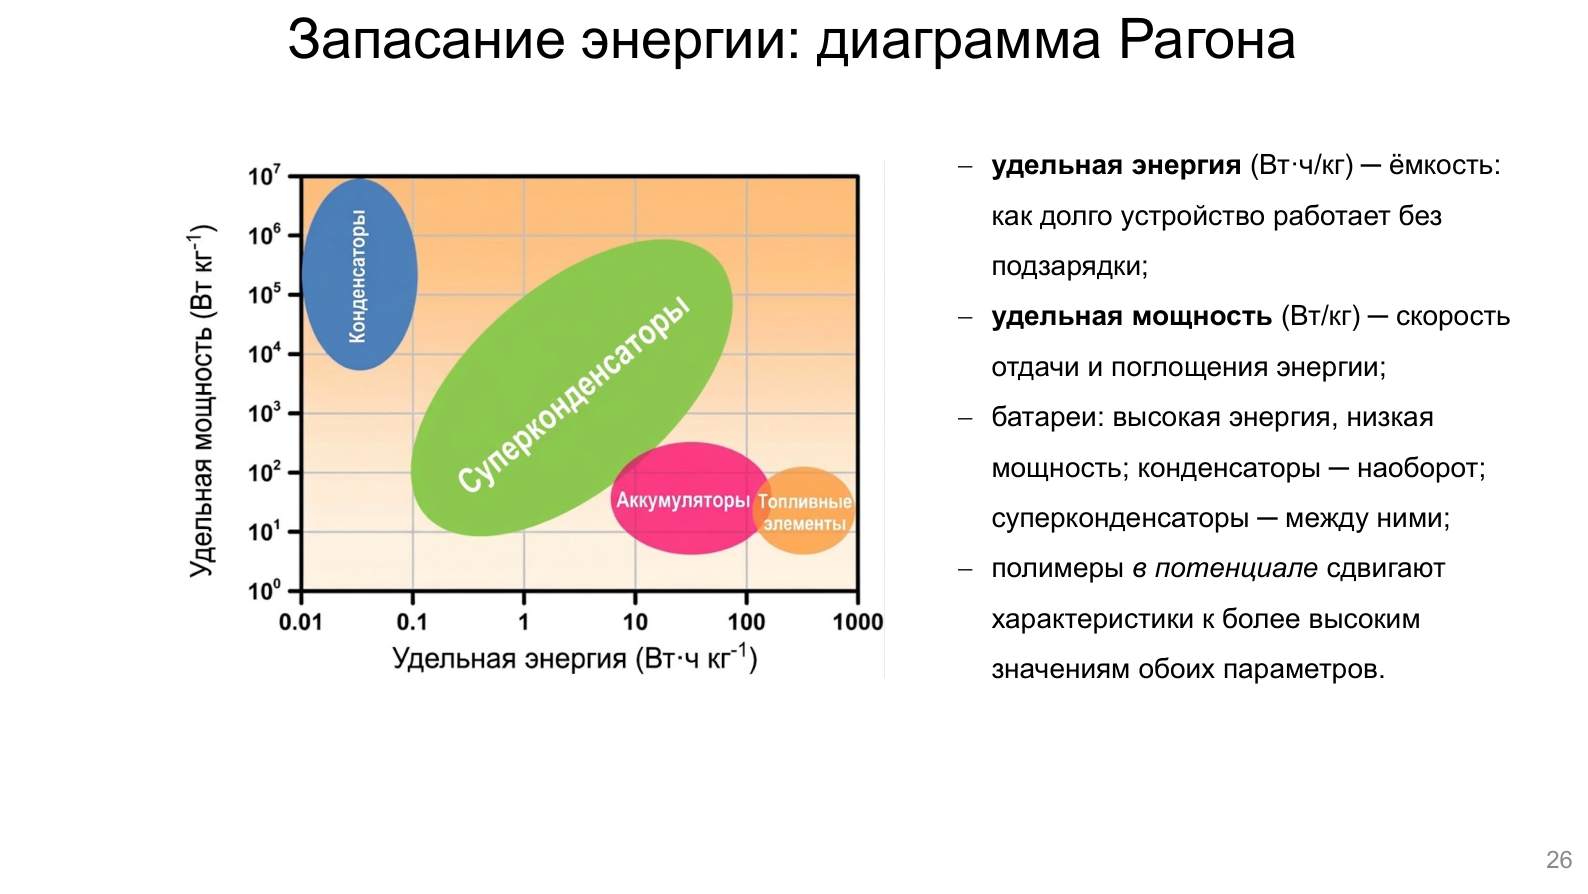 Запасание энергии: диаграмма Рагона
Удельная мощность (Вт кг⁻¹)
10⁷
10⁶
10⁵
10⁴
10³
10²
10¹
10⁰
Конденсаторы
Суперконденсаторы
Аккумуляторы
Топливные
элементы
0.01 0.1 1 10 100 1000
Удельная энергия (Вт·ч кг⁻¹)
– удельная энергия (Вт·ч/кг) — ёмкость:
как долго устройство работает без
подзарядки;
– удельная мощность (Вт/кг) — скорость
отдачи и поглощения энергии;
– батареи: высокая энергия, низкая
мощность; конденсаторы — наоборот;
суперконденсаторы — между ними;
– полимеры в потенциале сдвигают
характеристики к более высоким
значениям обоих параметров.
26